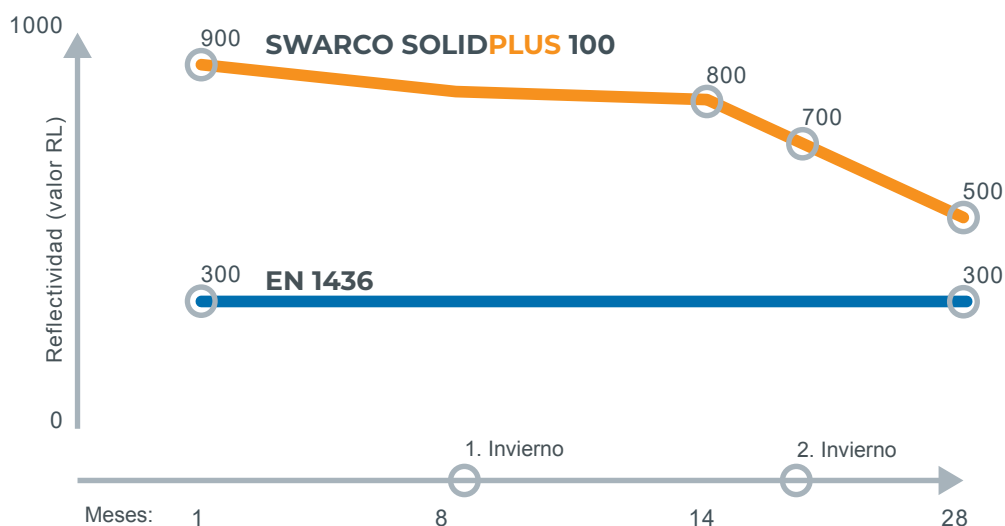 1000
900 SWARCO SOLIDPLUS 100
800
700
500
Reflectividad (valor RL)
300 EN 1436 300
0
1. Invierno 2. Invierno
Meses: 1 8 14 28